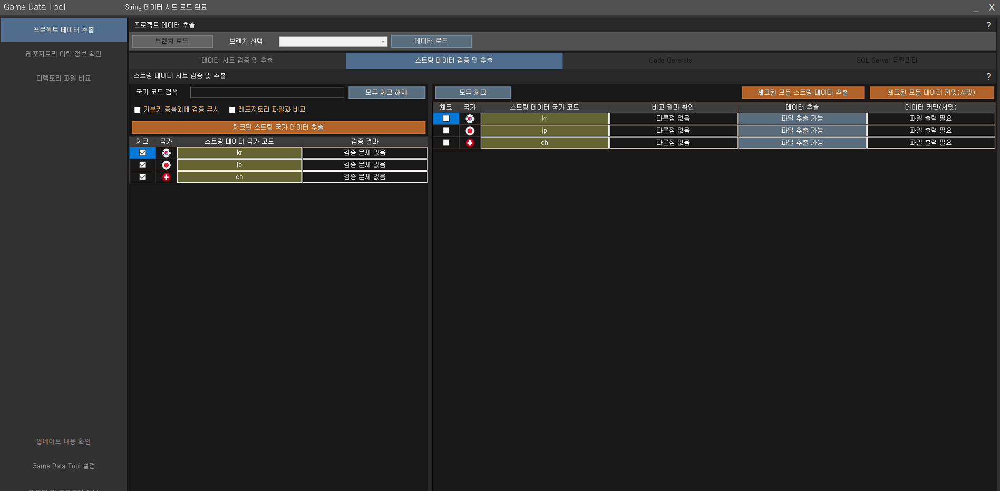 Game Data Tool String 데이터 시트 로드 완료 _ X
프로젝트 데이터 추출
레포지토리 이력 정보 확인
디렉토리 파일 비교
업데이트 내용 확인
Game Data Tool 설정
프로젝트 데이터 추출 ?
브렌치 로드 브렌치 선택 데이터 로드
데이터 시트 검증 및 추출 스트링 데이터 검증 및 추출 Code Gererate SQL Server 유틸리티
스트링 데이터 시트 검증 및 추출 ?
국가 코드 검색 모두 체크 해제
기본키 중복외에 검증 무시 레포지토리 파일과 비교
체크된 스트링 국가 데이터 추출
체크 국가 스트링 데이터 국가 코드 검증 결과
kr 검증 문제 없음
jp 검증 문제 없음
ch 검증 문제 없음
모두 체크 체크된 모든 스트링 데이터 추출 체크된 모든 데이터 커밋(서밋)
체크 국가 스트링 데이터 국가 코드 비교 결과 확인 데이터 추출 데이터 커밋(서밋)
kr 다른점 없음 파일 추출 가능 파일 출력 필요
jp 다른점 없음 파일 추출 가능 파일 출력 필요
ch 다른점 없음 파일 추출 가능 파일 출력 필요